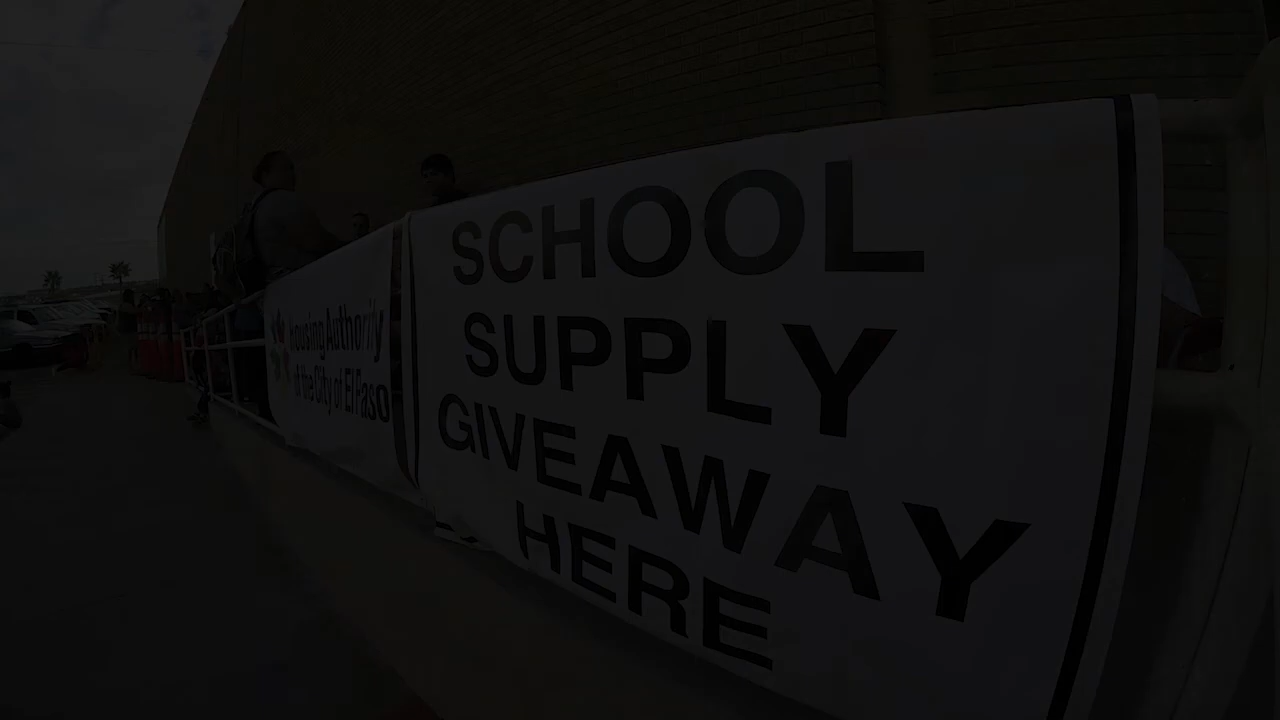 Housing Authority
of the City of El Paso
SCHOOL
SUPPLY
GIVEAWAY
HERE